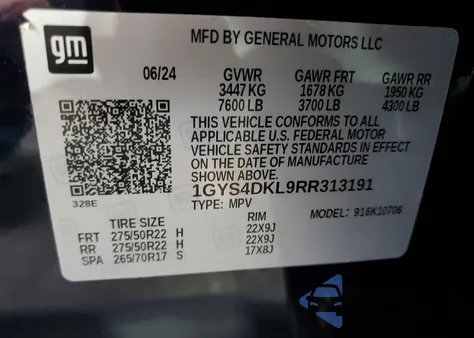 gm
MFD BY GENERAL MOTORS LLC
06/24 GVWR GAWR FRT GAWR RR
3447 KG 1678 KG 1950 KG
7600 LB 3700 LB 4300 LB
THIS VEHICLE CONFORMS TO ALL
APPLICABLE U.S. FEDERAL MOTOR
VEHICLE SAFETY STANDARDS IN EFFECT
ON THE DATE OF MANUFACTURE
SHOWN ABOVE.
1GYS4DKL9RR313191
328E
TYPE: MPV MODEL: 916K10706
TIRE SIZE RIM
FRT 275/50R22 H 22X9J
RR 275/50R22 H 22X9J
SPA 265/70R17 S 17X8J